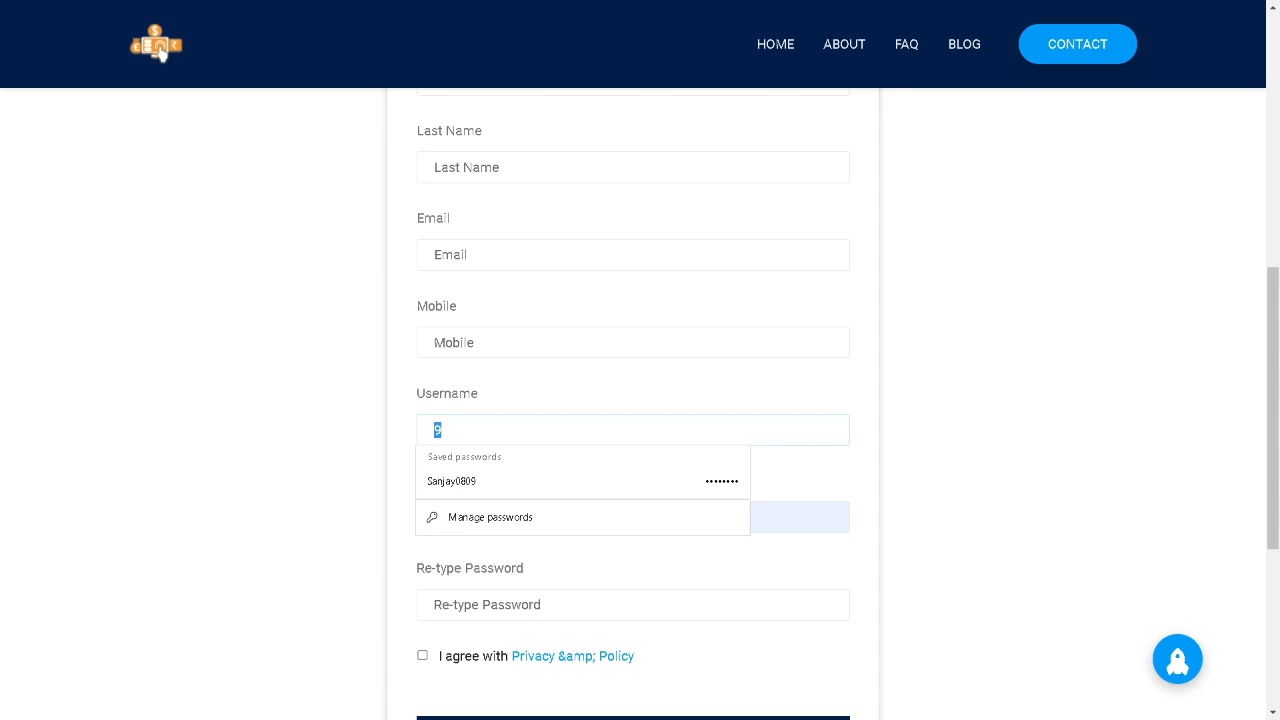 HOME ABOUT FAQ BLOG CONTACT
Last Name
Last Name
Email
Email
Mobile
Mobile
Username
9
Saved passwords
Sanjay0809 ••••••••
Manage passwords
Re-type Password
Re-type Password
I agree with Privacy &amp; Policy